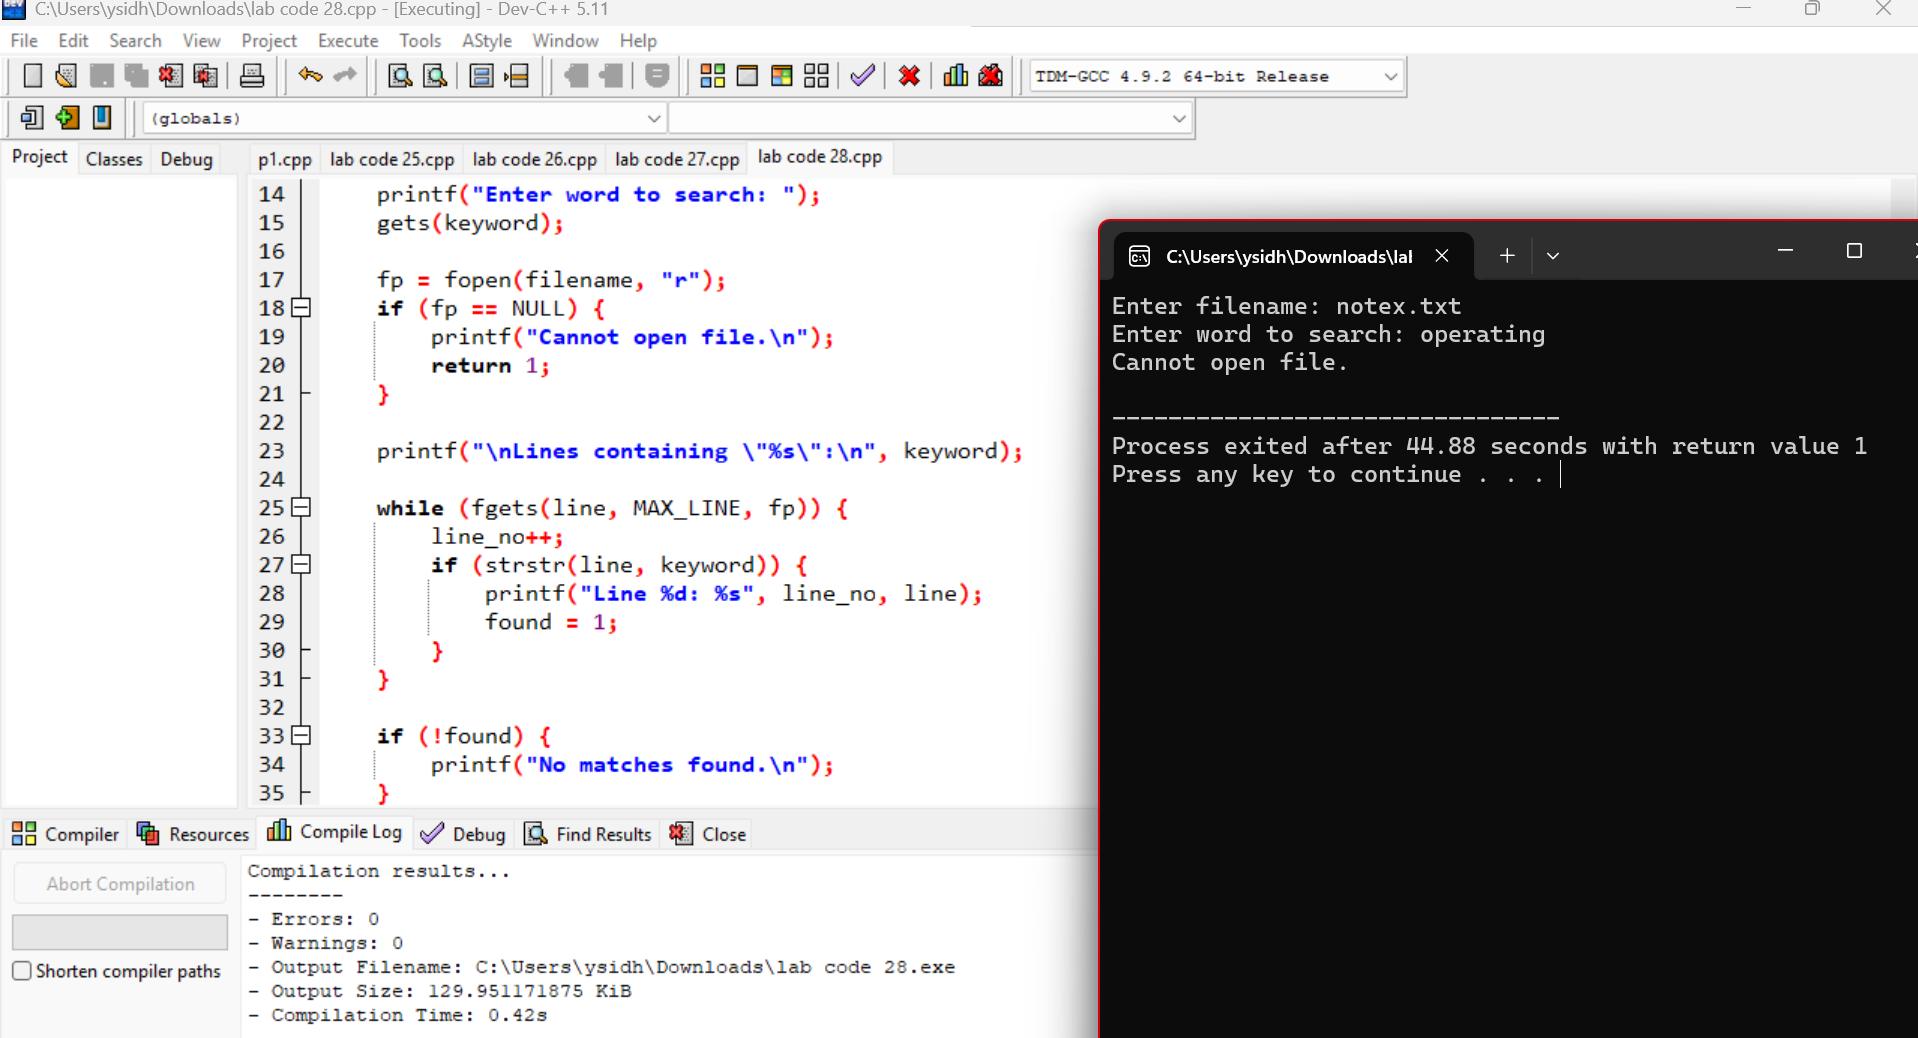 C:\Users\ysidh\Downloads\lab code 28.cpp - [Executing] - Dev-C++ 5.11
File Edit Search View Project Execute Tools AStyle Window Help
TDM-GCC 4.9.2 64-bit Release
(globals)
Project Classes Debug
p1.cpp lab code 25.cpp lab code 26.cpp lab code 27.cpp lab code 28.cpp
14 printf("Enter word to search: ");
15 gets(keyword);
16
17 fp = fopen(filename, "r");
18 if (fp == NULL) {
19 printf("Cannot open file.\n");
20 return 1;
21 }
22
23 printf("\nLines containing \"%s\":\n", keyword);
24
25 while (fgets(line, MAX_LINE, fp)) {
26 line_no++;
27 if (strstr(line, keyword)) {
28 printf("Line %d: %s", line_no, line);
29 found = 1;
30 }
31 }
32
33 if (!found) {
34 printf("No matches found.\n");
35 }
C:\Users\ysidh\Downloads\lal
Enter filename: notex.txt
Enter word to search: operating
Cannot open file.
--------------------------------
Process exited after 44.88 seconds with return value 1
Press any key to continue . . .
Compiler Resources Compile Log Debug Find Results Close
Abort Compilation
Shorten compiler paths
Compilation results...
--------
- Errors: 0
- Warnings: 0
- Output Filename: C:\Users\ysidh\Downloads\lab code 28.exe
- Output Size: 129.951171875 KiB
- Compilation Time: 0.42s